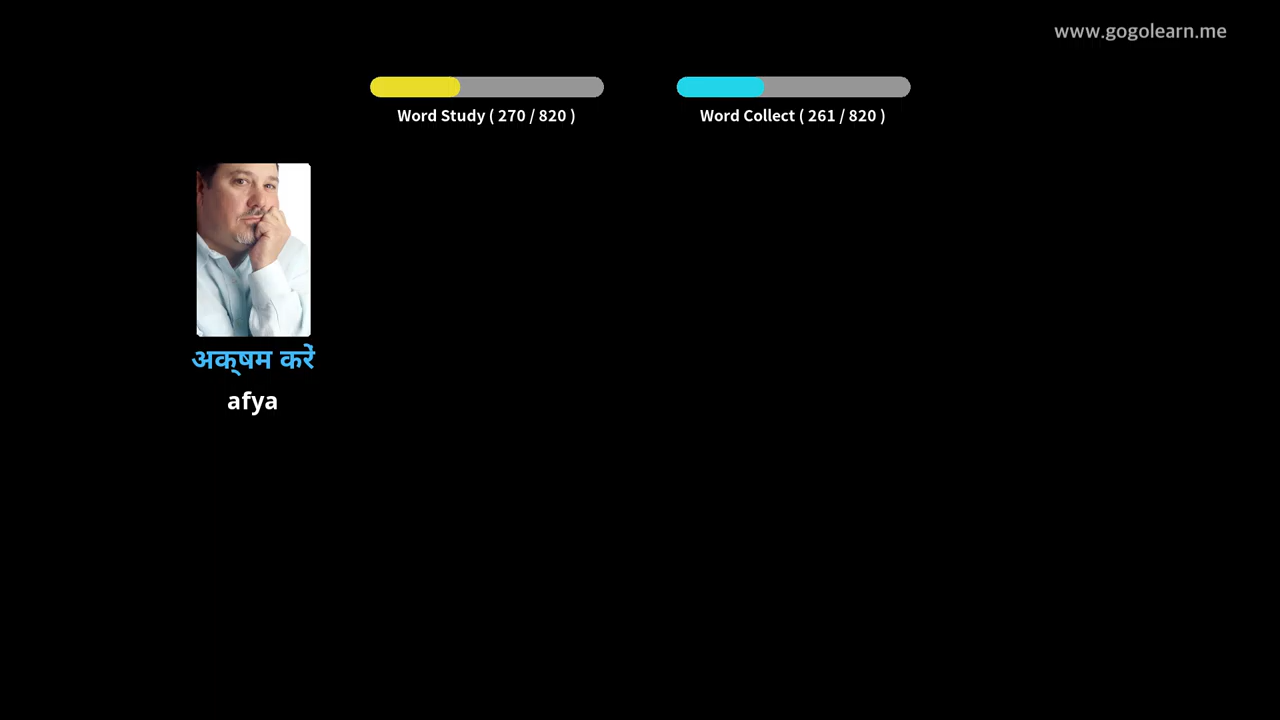 www.gogolearn.me
Word Study ( 270 / 820 )
Word Collect ( 261 / 820 )
अक्षम करें
afya